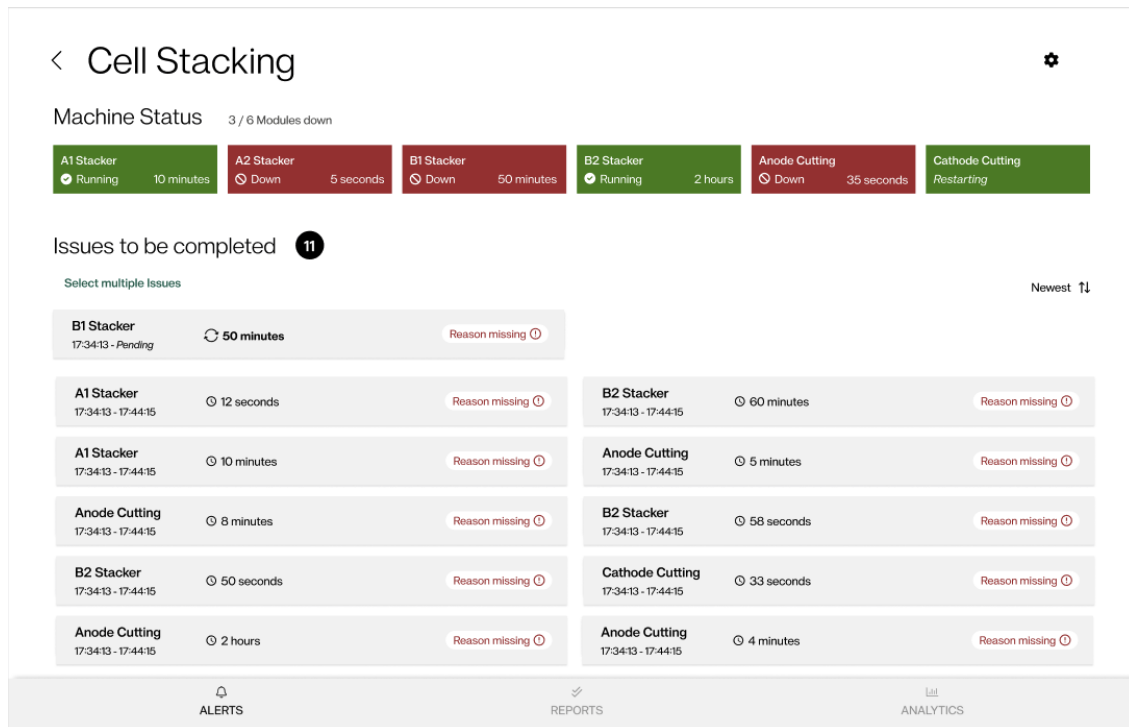 Cell Stacking
Machine Status 3 / 6 Modules down
A1 Stacker
Running 10 minutes
A2 Stacker
Down 5 seconds
B1 Stacker
Down 50 minutes
B2 Stacker
Running 2 hours
Anode Cutting
Down 35 seconds
Cathode Cutting
Restarting
Issues to be completed 11
Select multiple Issues
Newest
B1 Stacker
17:34:13 - Pending
50 minutes
Reason missing
A1 Stacker
17:34:13 - 17:44:15
12 seconds
Reason missing
B2 Stacker
17:34:13 - 17:44:15
60 minutes
Reason missing
A1 Stacker
17:34:13 - 17:44:15
10 minutes
Reason missing
Anode Cutting
17:34:13 - 17:44:15
5 minutes
Reason missing
Anode Cutting
17:34:13 - 17:44:15
8 minutes
Reason missing
B2 Stacker
17:34:13 - 17:44:15
58 seconds
Reason missing
B2 Stacker
17:34:13 - 17:44:15
50 seconds
Reason missing
Cathode Cutting
17:34:13 - 17:44:15
33 seconds
Reason missing
Anode Cutting
17:34:13 - 17:44:15
2 hours
Reason missing
Anode Cutting
17:34:13 - 17:44:15
4 minutes
Reason missing
ALERTS
REPORTS
ANALYTICS